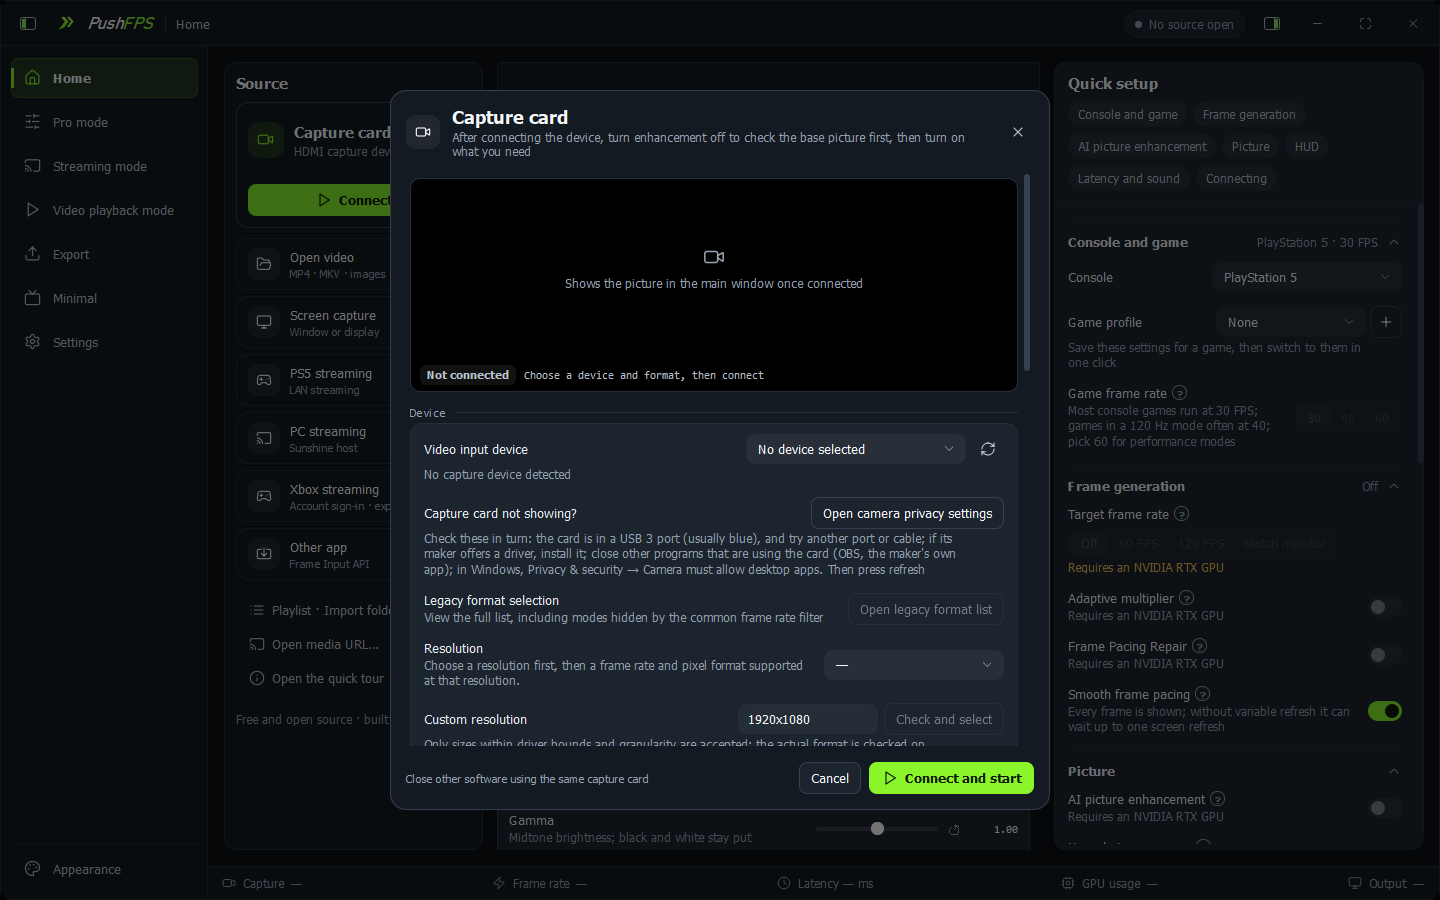 PushFPS
Home
No source open
Home
Pro mode
Streaming mode
Video playback mode
Export
Minimal
Settings
Appearance
Source
Capture card
HDMI capture dev
Connect
Open video
MP4 · MKV · images
Screen capture
Window or display
PS5 streaming
LAN streaming
PC streaming
Sunshine host
Xbox streaming
Account sign-in · exp
Other app
Frame Input API
Playlist · Import folde
Open media URL...
Open the quick tour
Free and open source · built
Capture card
After connecting the device, turn enhancement off to check the base picture first, then turn on
what you need
Shows the picture in the main window once connected
Not connected Choose a device and format, then connect
Device
Video input device
No device selected
No capture device detected
Capture card not showing?
Open camera privacy settings
Check these in turn: the card is in a USB 3 port (usually blue), and try another port or cable; if its
maker offers a driver, install it; close other programs that are using the card (OBS, the maker's own
app); in Windows, Privacy & security → Camera must allow desktop apps. Then press refresh
Legacy format selection
View the full list, including modes hidden by the common frame rate filter
Open legacy format list
Resolution
Choose a resolution first, then a frame rate and pixel format supported
at that resolution.
—
Custom resolution
1920x1080
Check and select
Only sizes within driver bounds and granularity are accepted; the actual format is checked on
Close other software using the same capture card
Cancel
Connect and start
Gamma
Midtone brightness; black and white stay put
1.00
Quick setup
Console and game
Frame generation
AI picture enhancement
Picture
HUD
Latency and sound
Connecting
Console and game
PlayStation 5 · 30 FPS
Console
PlayStation 5
Game profile
None
Save these settings for a game, then switch to them in
one click
Game frame rate ?
Most console games run at 30 FPS;
games in a 120 Hz mode often at 40;
pick 60 for performance modes
30 40 60
Frame generation
Off
Target frame rate ?
Off 60 FPS 120 FPS Match monitor
Requires an NVIDIA RTX GPU
Adaptive multiplier ?
Requires an NVIDIA RTX GPU
Frame Pacing Repair ?
Requires an NVIDIA RTX GPU
Smooth frame pacing ?
Every frame is shown; without variable refresh it can
wait up to one screen refresh
Picture
AI picture enhancement ?
Requires an NVIDIA RTX GPU
Capture —
Frame rate —
Latency — ms
GPU usage —
Output —